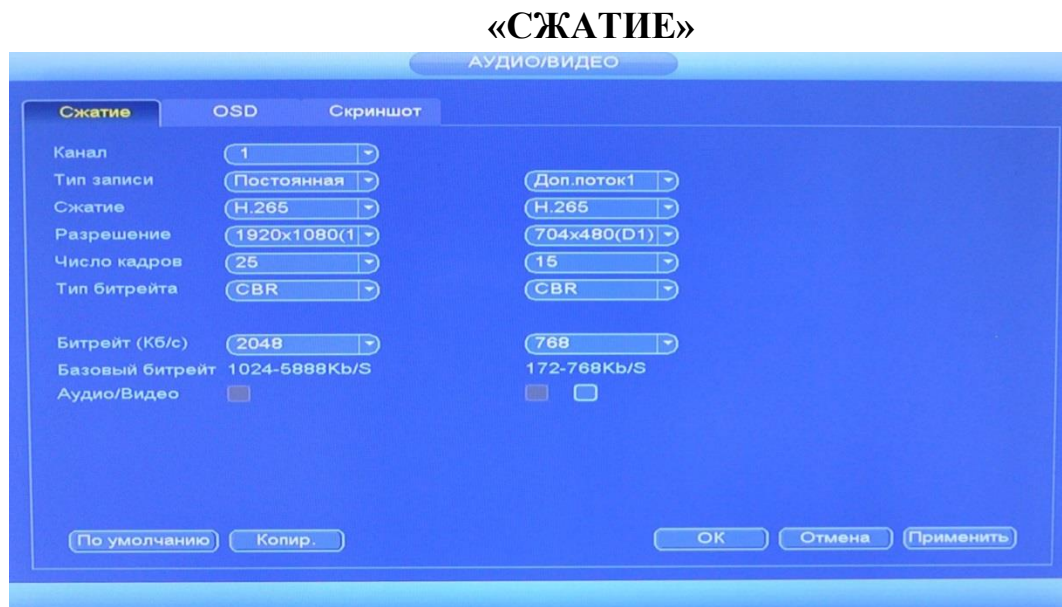 «СЖАТИЕ»
АУДИО/ВИДЕО
Сжатие OSD Скриншот
Канал 1
Тип записи Постоянная Доп.поток1
Сжатие H.265 H.265
Разрешение 1920x1080(1 704x480(D1)
Число кадров 25 15
Тип битрейта CBR CBR
Битрейт (Кб/с) 2048 768
Базовый битрейт 1024-5888Kb/S 172-768Kb/S
Аудио/Видео
По умолчанию Копир. ОК Отмена Применить